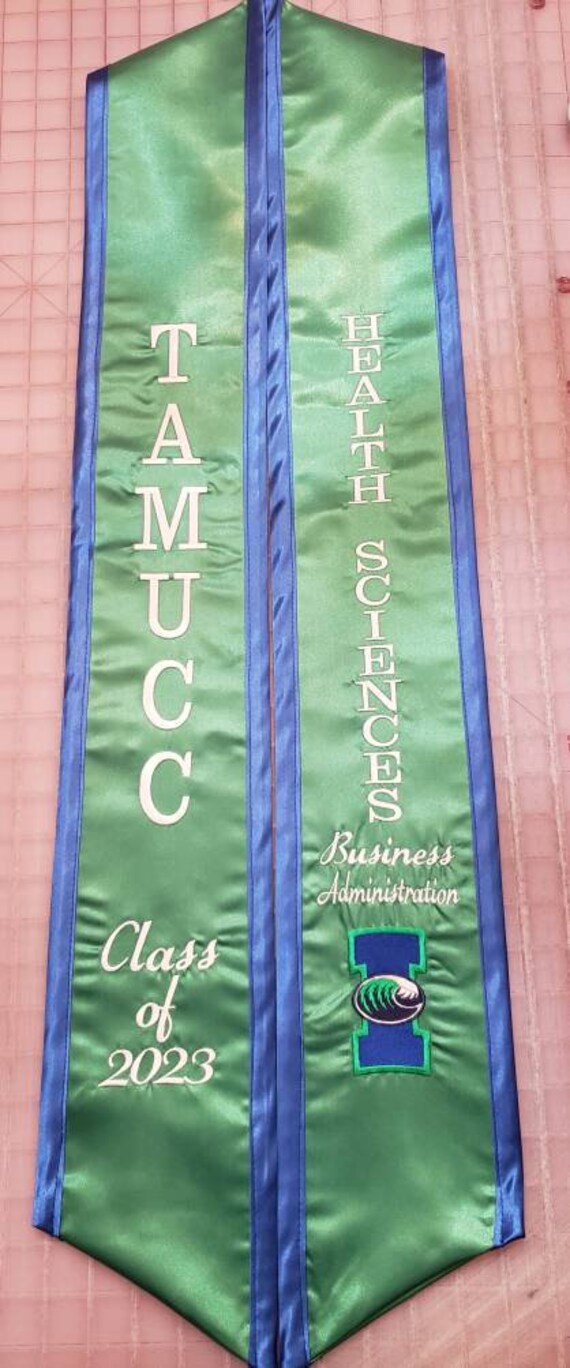 TAMUCC
Class
of
2023
HEALTH SCIENCES
Business
Administration
I